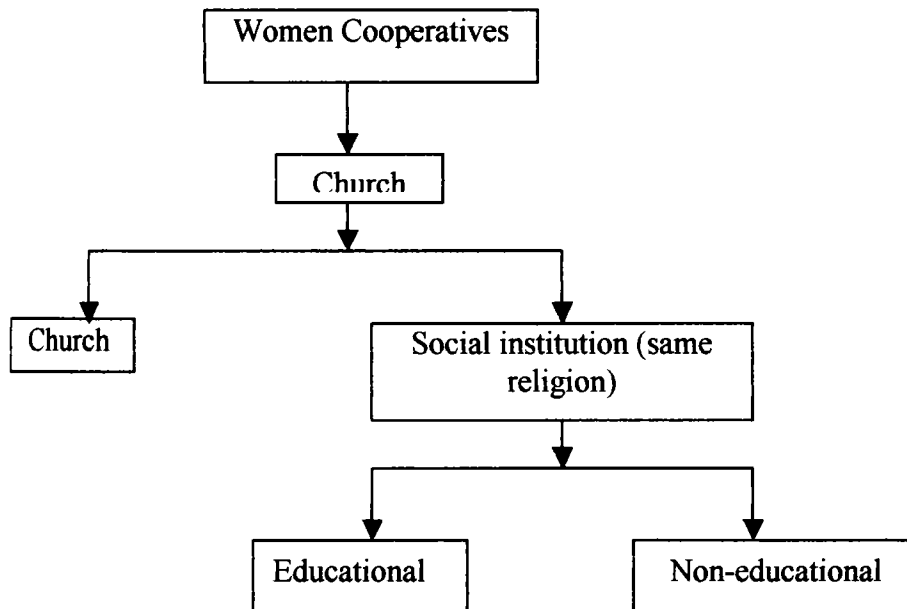 Women Cooperatives
Church
Church
Social institution (same
religion)
Educational
Non-educational